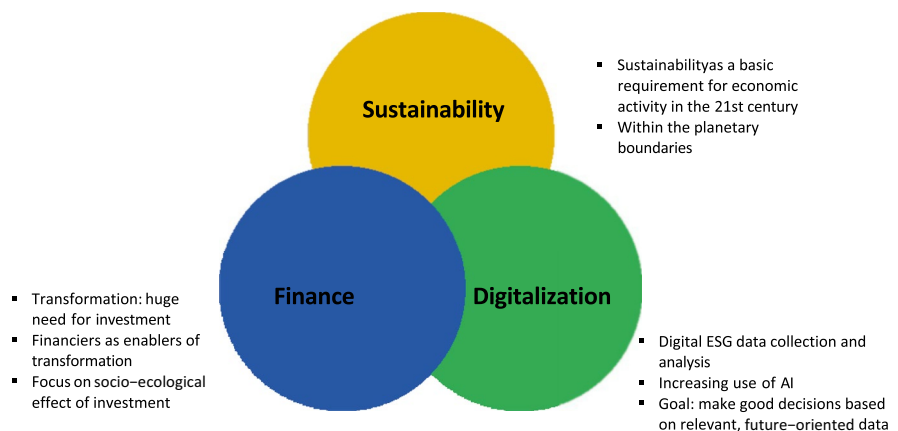 Sustainability
▪ Sustainabilityas a basic
requirement for economic
activity in the 21st century
▪ Within the planetary
boundaries
Finance
Digitalization
▪ Transformation: huge
need for investment
▪ Financiers as enablers of
transformation
▪ Focus on socio−ecological
effect of investment
▪ Digital ESG data collection and
analysis
▪ Increasing use of AI
▪ Goal: make good decisions based
on relevant, future−oriented data